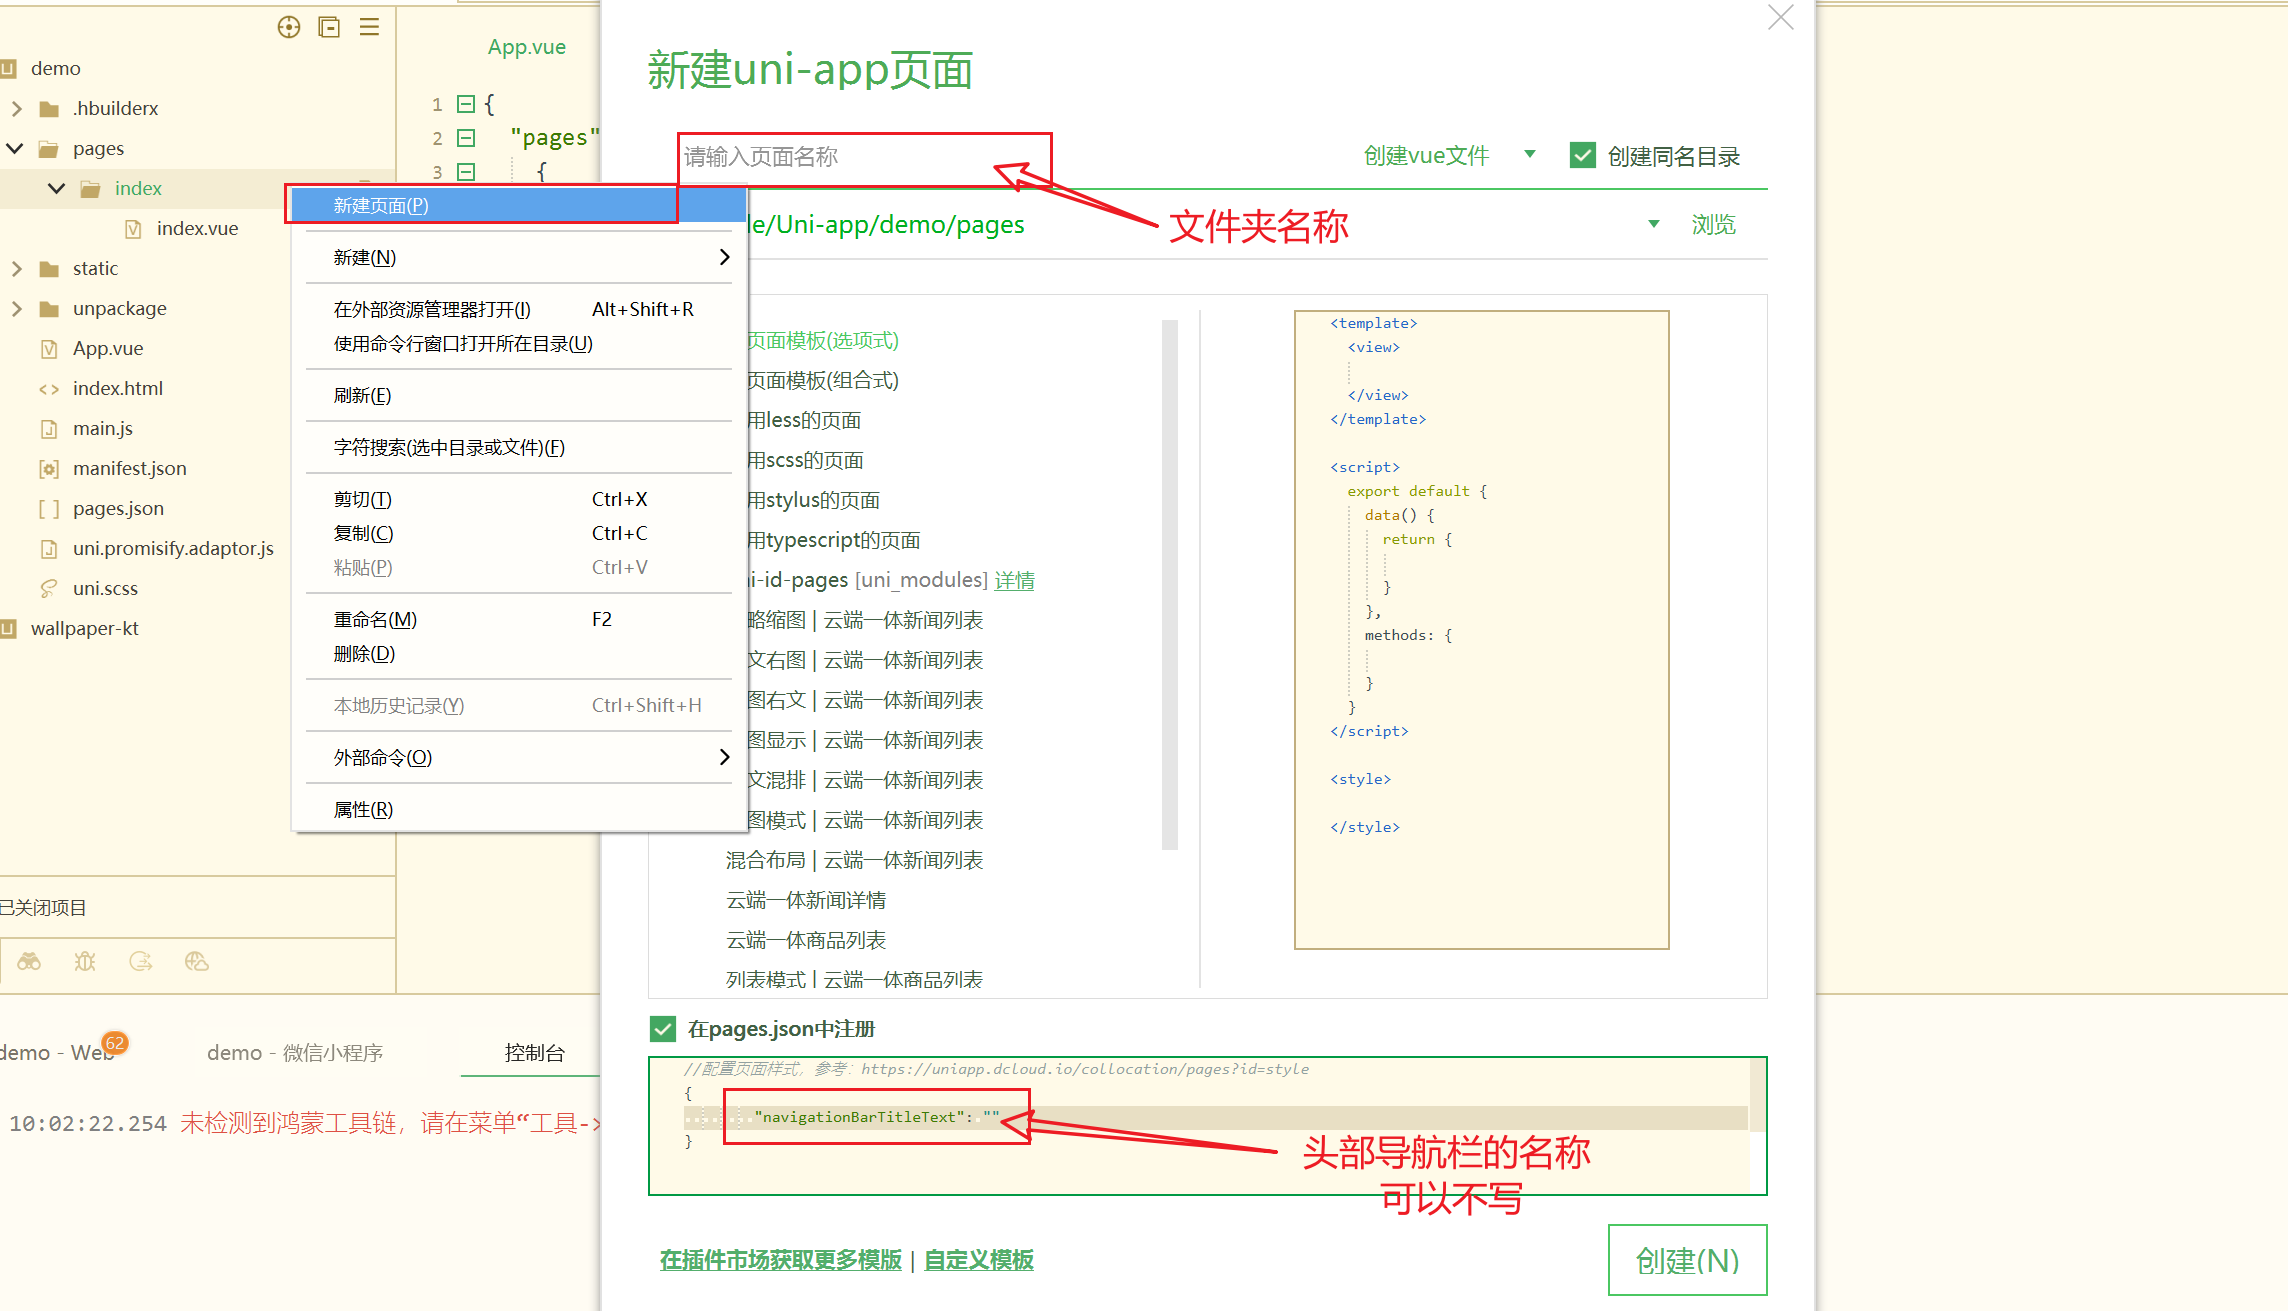 demo
.hbuilderx
pages
index
index.vue
static
unpackage
App.vue
index.html
main.js
manifest.json
pages.json
uni.promisify.adaptor.js
uni.scss
wallpaper-kt
已关闭项目
App.vue
1 {
2 "pages"
3 {
新建页面(P)
新建(N)
在外部资源管理器打开(I) Alt+Shift+R
使用命令行窗口打开所在目录(U)
刷新(E)
字符搜索(选中目录或文件)(F)
剪切(T) Ctrl+X
复制(C) Ctrl+C
粘贴(P) Ctrl+V
重命名(M) F2
删除(D)
本地历史记录(Y) Ctrl+Shift+H
外部命令(O)
属性(R)
新建uni-app页面
请输入页面名称
创建vue文件
创建同名目录
文件夹名称
le/Uni-app/demo/pages
浏览
页面模板(选项式)
页面模板(组合式)
用less的页面
用scss的页面
用stylus的页面
用typescript的页面
i-id-pages [uni_modules] 详情
略缩图 | 云端一体新闻列表
文右图 | 云端一体新闻列表
图右文 | 云端一体新闻列表
图显示 | 云端一体新闻列表
文混排 | 云端一体新闻列表
图模式 | 云端一体新闻列表
混合布局 | 云端一体新闻列表
云端一体新闻详情
云端一体商品列表
列表模式 | 云端一体商品列表
<template>
<view>
</view>
</template>
<script>
export default {
data() {
return {
}
},
methods: {
}
}
</script>
<style>
</style>
在pages.json中注册
//配置页面样式，参考：https://uniapp.dcloud.io/collocation/pages?id=style
{
"navigationBarTitleText": ""
}
头部导航栏的名称
可以不写
在插件市场获取更多模版 | 自定义模板
创建(N)
demo - Web 62
demo - 微信小程序
控制台
10:02:22.254 未检测到鸿蒙工具链，请在菜单“工具->